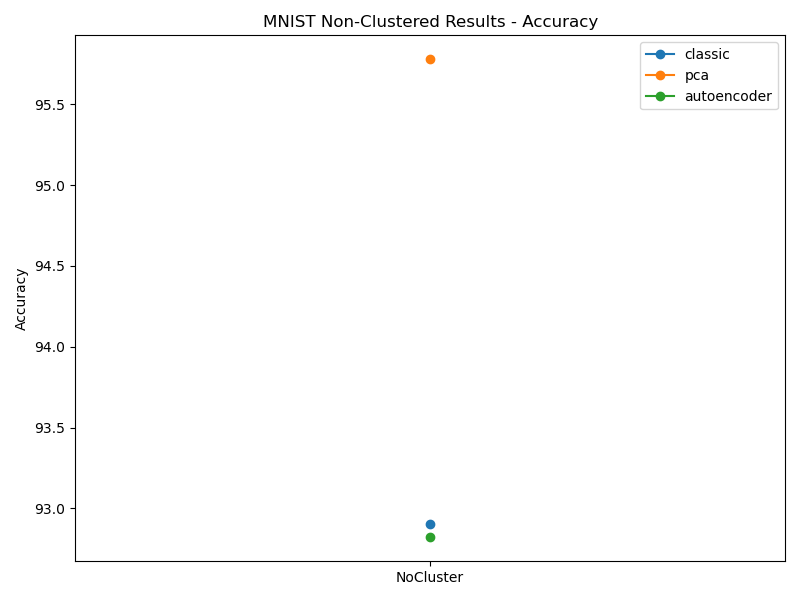 MNIST Non-Clustered Results - Accuracy
classic
pca
autoencoder
95.5
95.0
94.5
94.0
93.5
93.0
Accuracy
NoCluster